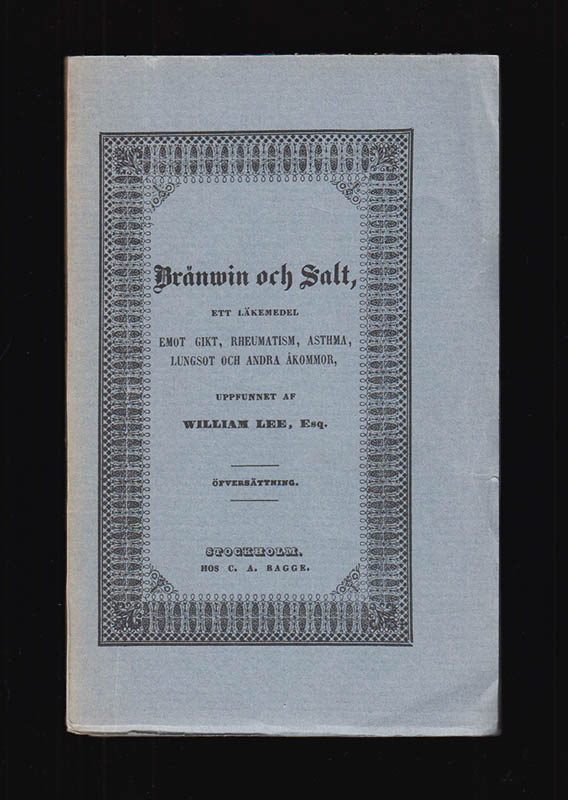 Bränwin och Salt,
ETT LÄKEMEDEL
EMOT GIKT, RHEUMATISM, ASTHMA,
LUNGSOT OCH ANDRA ÅKOMMOR,
UPPFUNNET AF
WILLIAM LEE, Esq.
ÖFVERSÄTTNING.
STOCKHOLM.
HOS C. A. BAGGE.